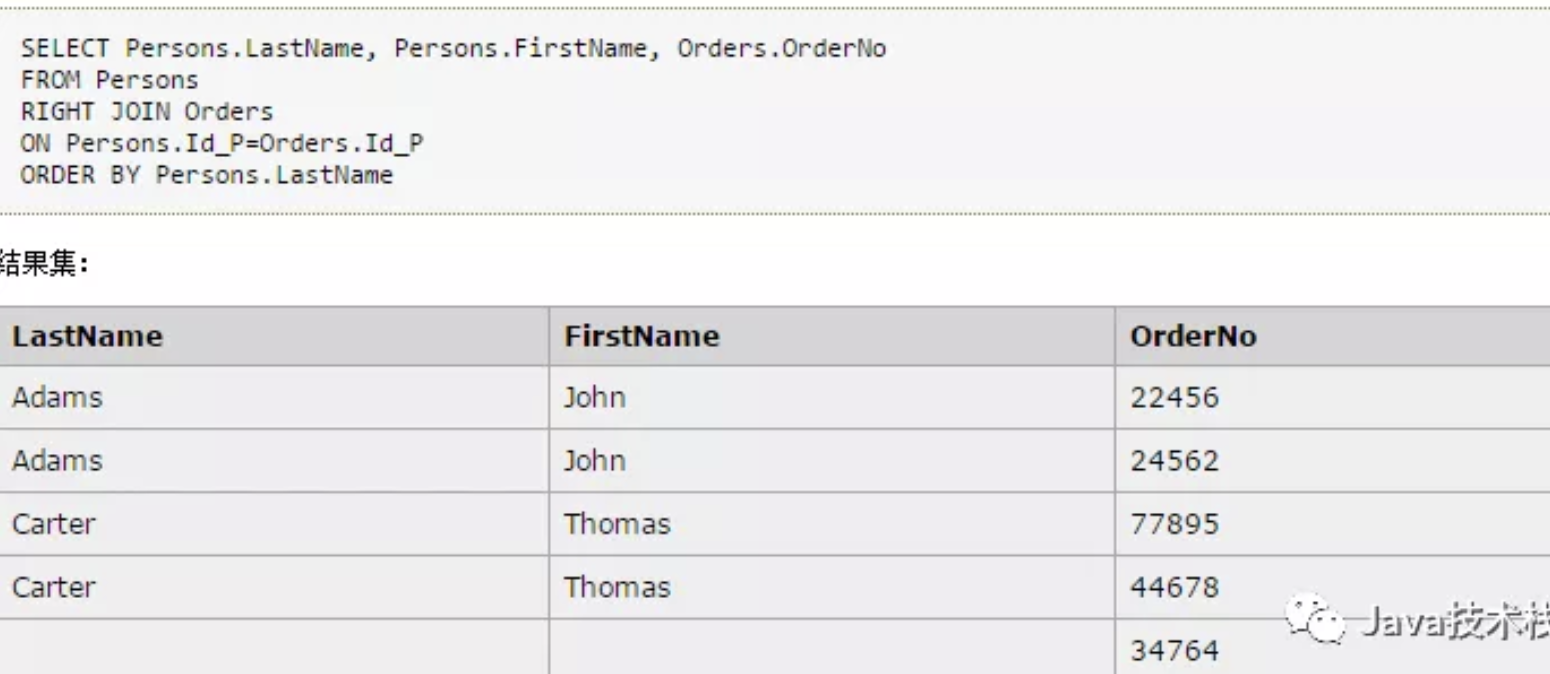 SELECT Persons.LastName, Persons.FirstName, Orders.OrderNo
FROM Persons
RIGHT JOIN Orders
ON Persons.Id_P=Orders.Id_P
ORDER BY Persons.LastName
结果集：
LastName FirstName OrderNo
Adams John 22456
Adams John 24562
Carter Thomas 77895
Carter Thomas 44678
34764
Java技术栈